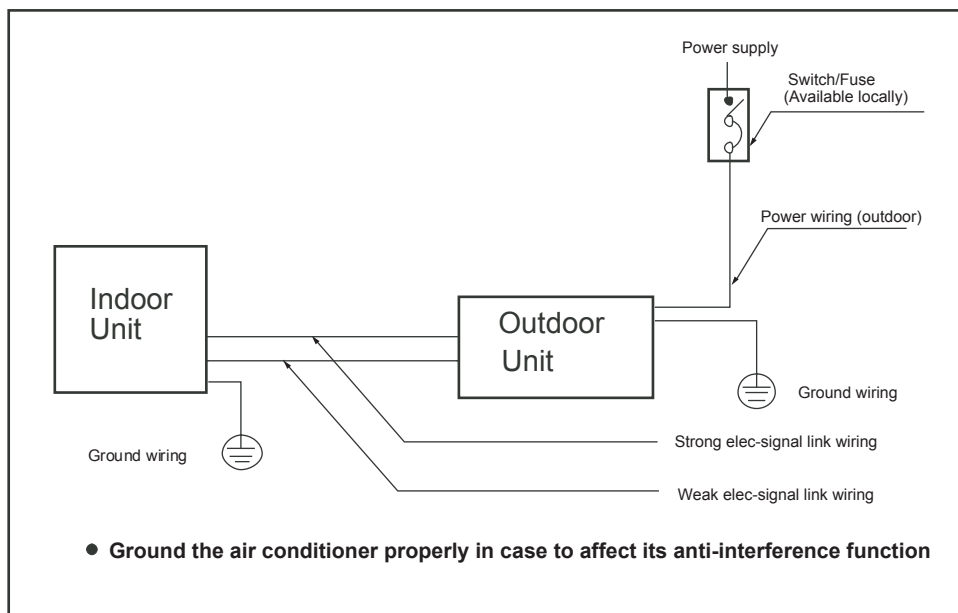 Power supply
Switch/Fuse
(Available locally)
Power wiring (outdoor)
Indoor
Unit
Outdoor
Unit
Ground wiring
Ground wiring
Strong elec-signal link wiring
Weak elec-signal link wiring
● Ground the air conditioner properly in case to affect its anti-interference function